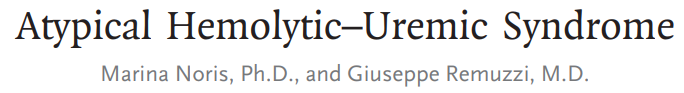 Atypical Hemolytic–Uremic Syndrome
Marina Noris, Ph.D., and Giuseppe Remuzzi, M.D.